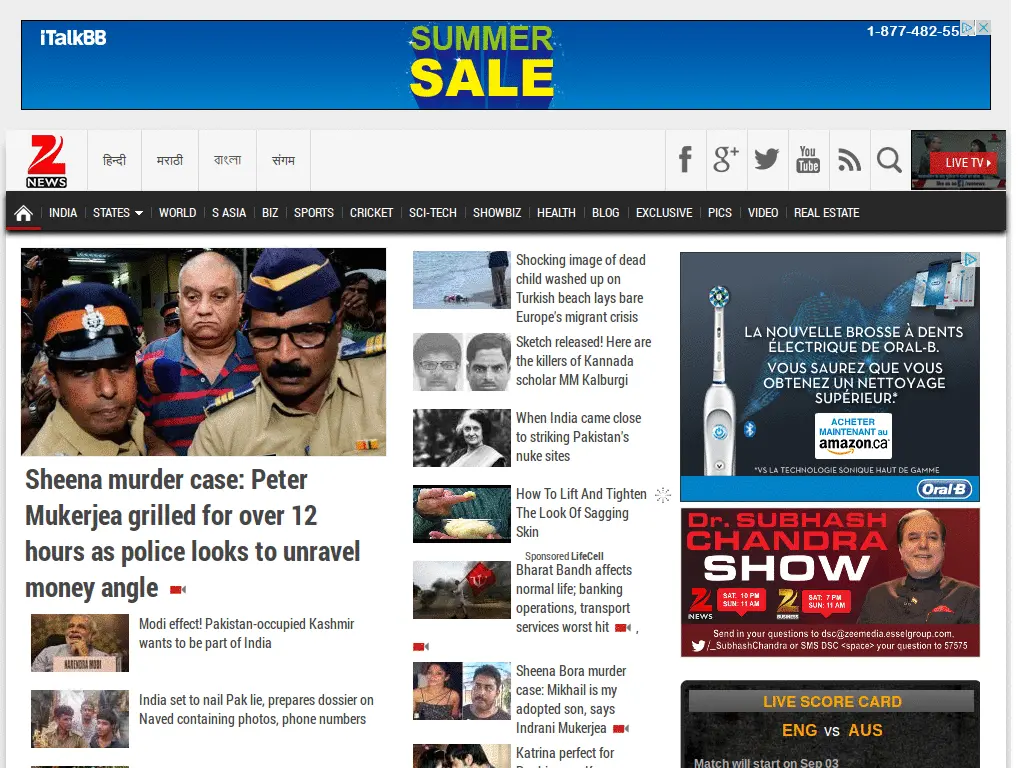 iTalkBB
SUMMER
SALE
1-877-482-55
Z
NEWS
हिन्दी
मराठी
বাংলা
संगम
f
g+
You
Tube
LIVE TV
INDIA
STATES
WORLD
S ASIA
BIZ
SPORTS
CRICKET
SCI-TECH
SHOWBIZ
HEALTH
BLOG
EXCLUSIVE
PICS
VIDEO
REAL ESTATE
Sheena murder case: Peter
Mukerjea grilled for over 12
hours as police looks to unravel
money angle
NARENDRA MODI
Modi effect! Pakistan-occupied Kashmir
wants to be part of India
India set to nail Pak lie, prepares dossier on
Naved containing photos, phone numbers
Shocking image of dead
child washed up on
Turkish beach lays bare
Europe's migrant crisis
Sketch released! Here are
the killers of Kannada
scholar MM Kalburgi
When India came close
to striking Pakistan's
nuke sites
How To Lift And Tighten
The Look Of Sagging
Skin
Sponsored LifeCell
Bharat Bandh affects
normal life; banking
operations, transport
services worst hit ,
Sheena Bora murder
case: Mikhail is my
adopted son, says
Indrani Mukerjea
Katrina perfect for
LA NOUVELLE BROSSE À DENTS
ÉLECTRIQUE DE ORAL-B.
VOUS SAUREZ QUE VOUS
OBTENEZ UN NETTOYAGE
SUPÉRIEUR.*
ACHETER
MAINTENANT au
amazon.ca
*VS LA TECHNOLOGIE SONIQUE HAUT DE GAMME
Oral-B
Dr. SUBHASH
CHANDRA
SHOW
Z NEWS
SAT: 10 PM
SUN: 11 AM
Z BUSINESS
SAT: 7 PM
SUN: 11 AM
Send in your questions to dsc@zeemedia.esselgroup.com.
/_SubhashChandra or SMS DSC <space> your question to 57575
LIVE SCORE CARD
ENG vs AUS
Match will start on Sep 03